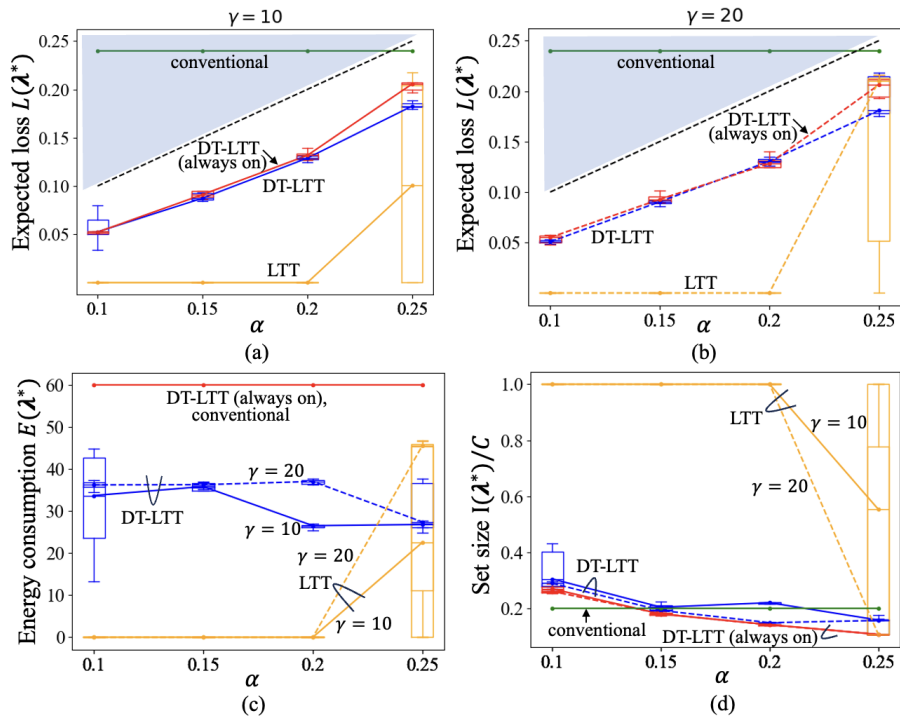 γ = 10
Expected loss L(λ*)
0.25
0.20
0.15
0.10
0.05
conventional
DT-LTT
(always on)
DT-LTT
LTT
0.1
0.15
0.2
0.25
α
(a)
γ = 20
Expected loss L(λ*)
0.25
0.20
0.15
0.10
0.05
conventional
DT-LTT
(always on)
DT-LTT
LTT
0.1
0.15
0.2
0.25
α
(b)
Energy consumption E(λ*)
60
50
40
30
20
10
0
DT-LTT (always on),
conventional
γ = 20
DT-LTT
γ = 10
γ = 20
LTT
γ = 10
0.1
0.15
0.2
0.25
α
(c)
Set size I(λ*)/C
1.0
0.8
0.6
0.4
0.2
LTT
γ = 10
γ = 20
DT-LTT
conventional
DT-LTT (always on)
0.1
0.15
0.2
0.25
α
(d)